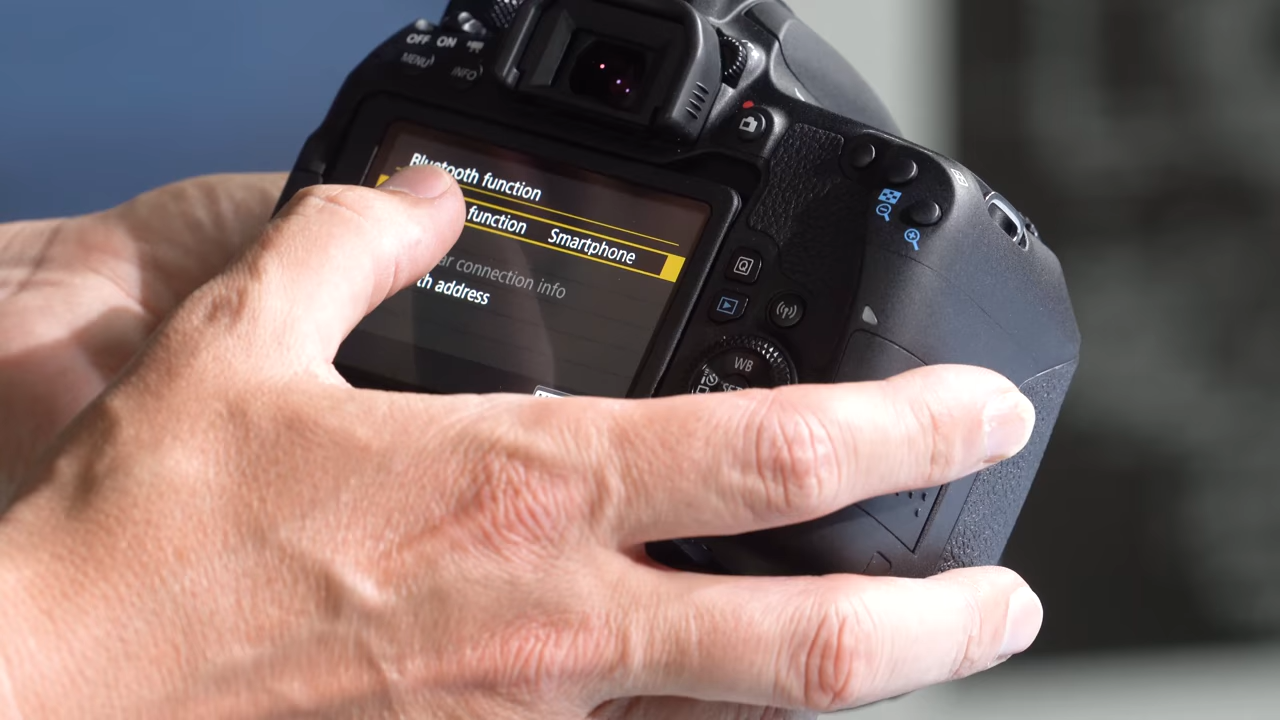 OFF ON
MENU INFO
Bluetooth function
function Smartphone
ar connection info
th address
Q
WB